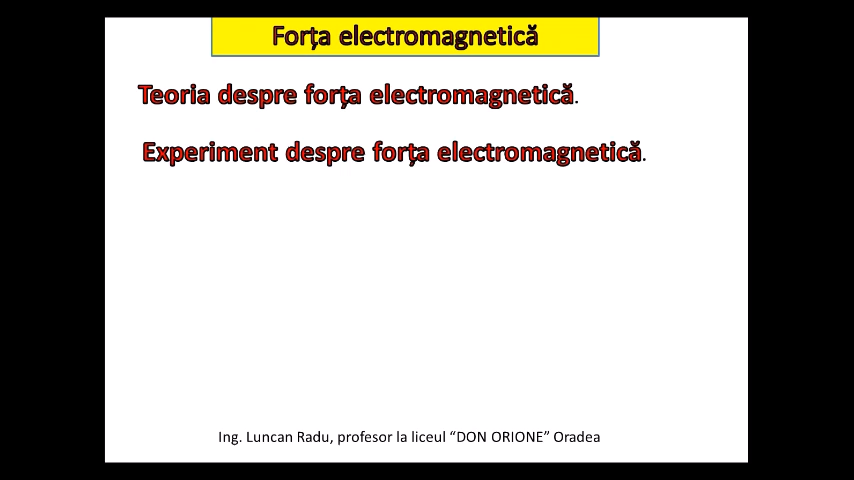 Forța electromagnetică
Teoria despre forța electromagnetică.
Experiment despre forța electromagnetică.
Ing. Luncan Radu, profesor la liceul “DON ORIONE” Oradea